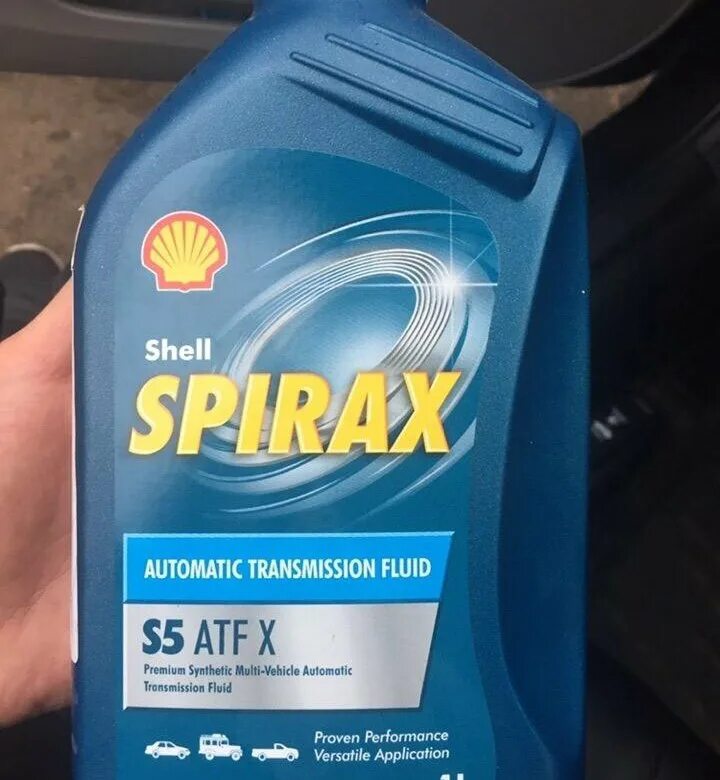 Shell
SPIRAX
AUTOMATIC TRANSMISSION FLUID
S5 ATF X
Premium Synthetic Multi-Vehicle Automatic
Transmission Fluid
Proven Performance
Versatile Application